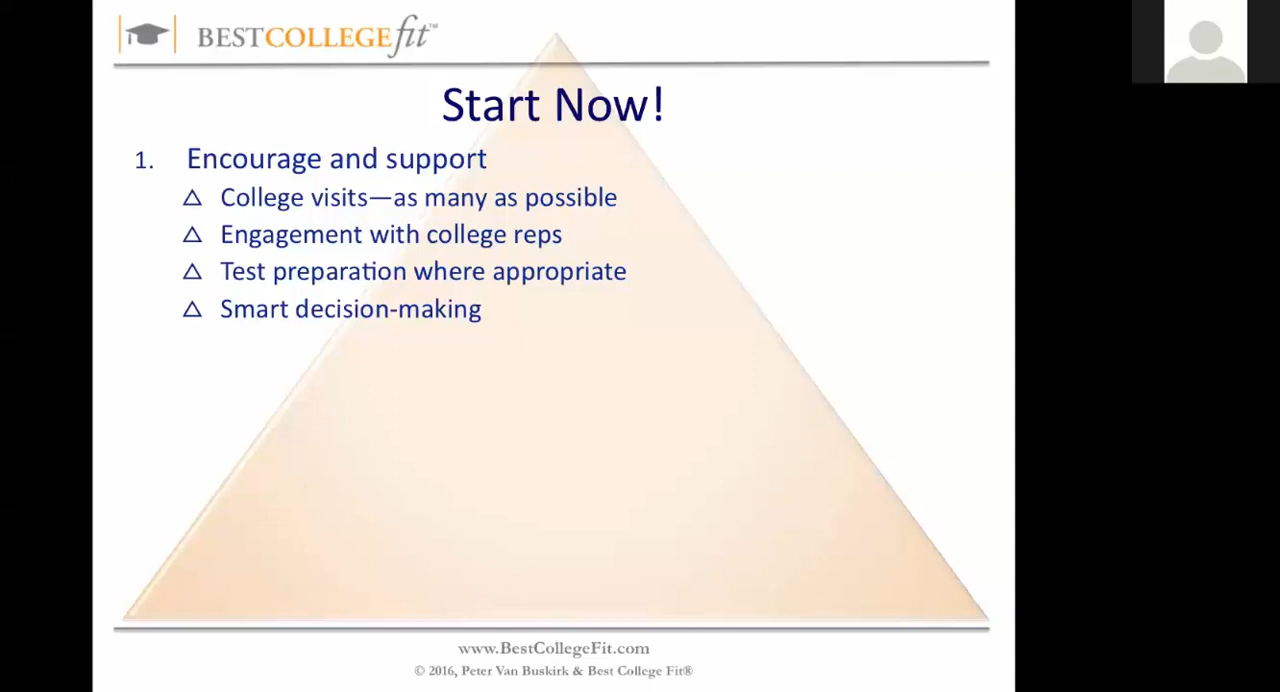 BESTCOLLEGEfit™
Start Now!
1. Encourage and support
△ College visits—as many as possible
△ Engagement with college reps
△ Test preparation where appropriate
△ Smart decision-making
www.BestCollegeFit.com
© 2016, Peter Van Buskirk & Best College Fit®